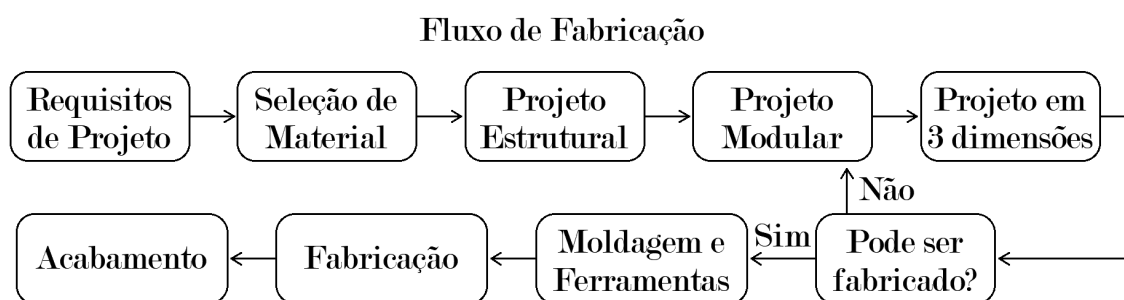 Fluxo de Fabricação
Requisitos
de Projeto
Seleção de
Material
Projeto
Estrutural
Projeto
Modular
Projeto em
3 dimensões
Não
Acabamento
Fabricação
Moldagem e
Ferramentas
Sim
Pode ser
fabricado?